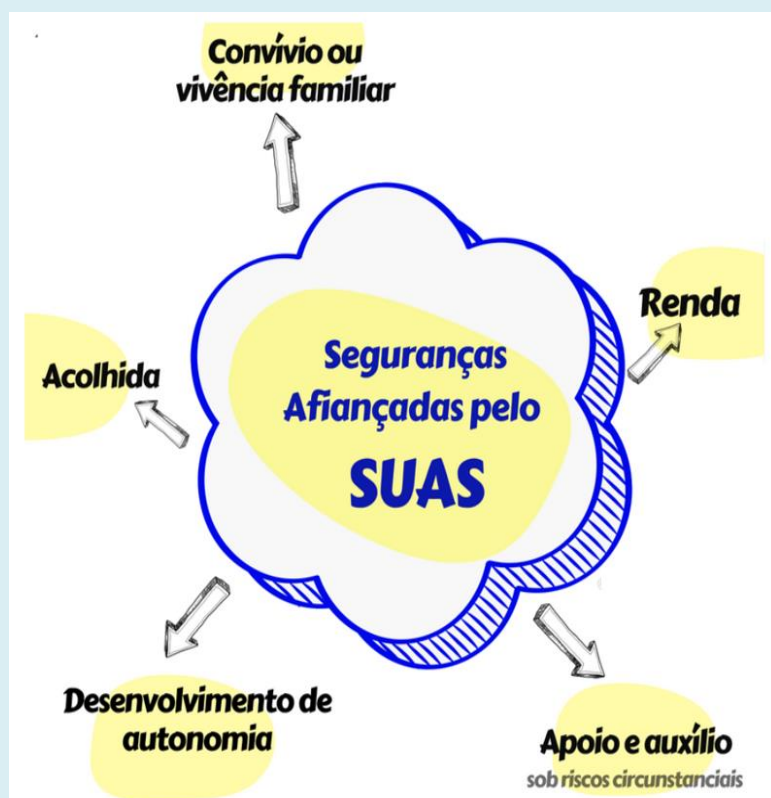 Convívio ou
vivência familiar
Renda
Seguranças
Afiançadas pelo
SUAS
Acolhida
Desenvolvimento de
autonomia
Apoio e auxílio
sob riscos circunstanciais